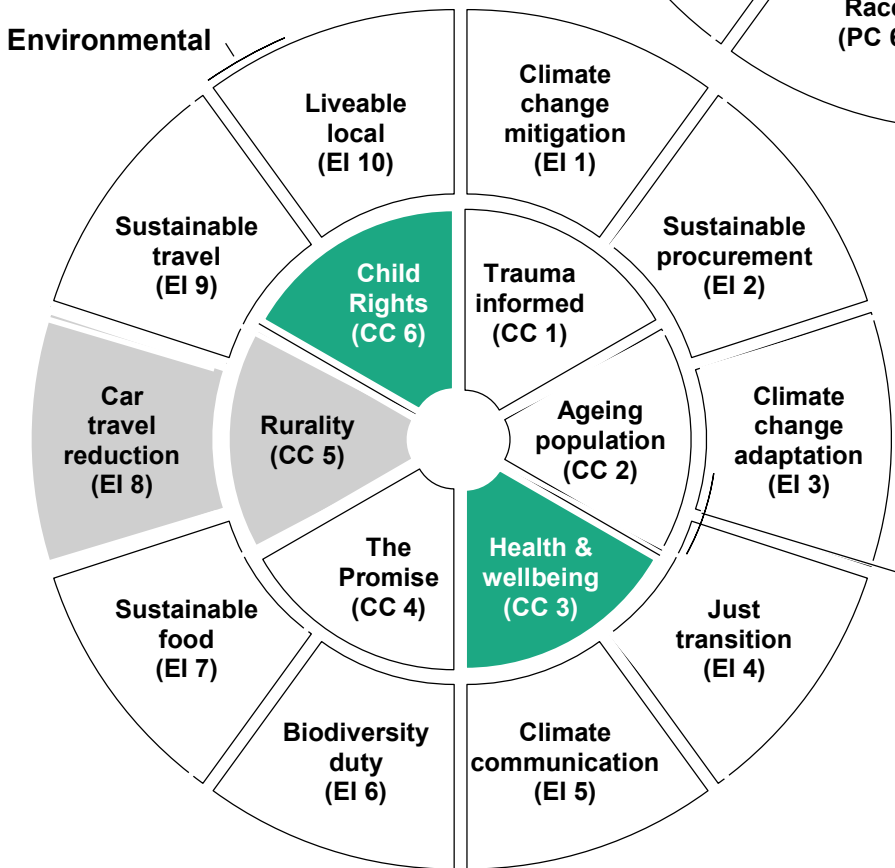 Environmental
Race
(PC 6
Liveable
local
(EI 10)
Climate
change
mitigation
(EI 1)
Sustainable
travel
(EI 9)
Sustainable
procurement
(EI 2)
Child
Rights
(CC 6)
Trauma
informed
(CC 1)
Car
travel
reduction
(EI 8)
Rurality
(CC 5)
Ageing
population
(CC 2)
Climate
change
adaptation
(EI 3)
The
Promise
(CC 4)
Health &
wellbeing
(CC 3)
Sustainable
food
(EI 7)
Just
transition
(EI 4)
Biodiversity
duty
(EI 6)
Climate
communication
(EI 5)